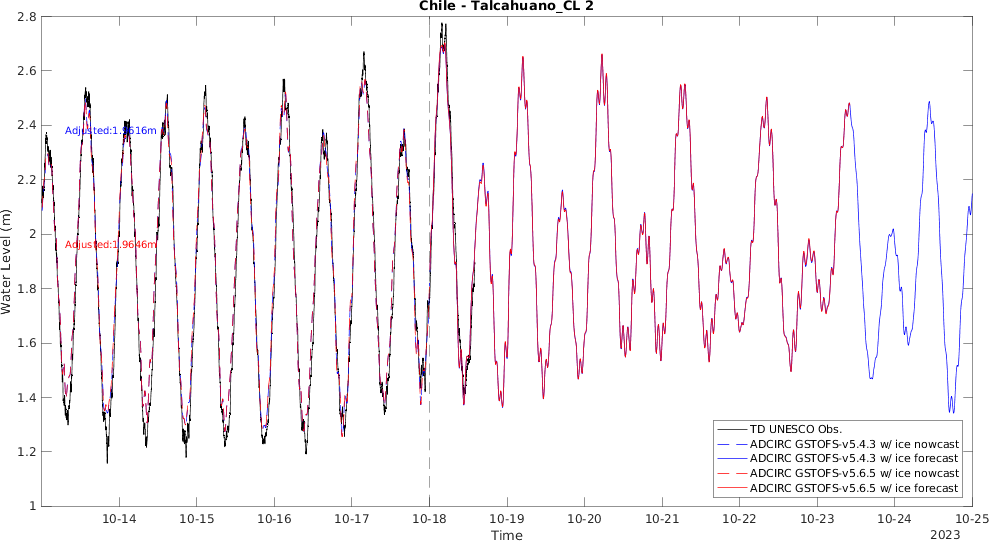 Chile - Talcahuano_CL 2
Water Level (m)
2.8
2.6
2.4
2.2
2
1.8
1.6
1.4
1.2
1
Adjusted:1.9616m
Adjusted:1.9646m
TD UNESCO Obs.
ADCIRC GSTOFS-v5.4.3 w/ ice nowcast
ADCIRC GSTOFS-v5.4.3 w/ ice forecast
ADCIRC GSTOFS-v5.6.5 w/ ice nowcast
ADCIRC GSTOFS-v5.6.5 w/ ice forecast
10-14 10-15 10-16 10-17 10-18 10-19 10-20 10-21 10-22 10-23 10-24 10-25
Time
2023